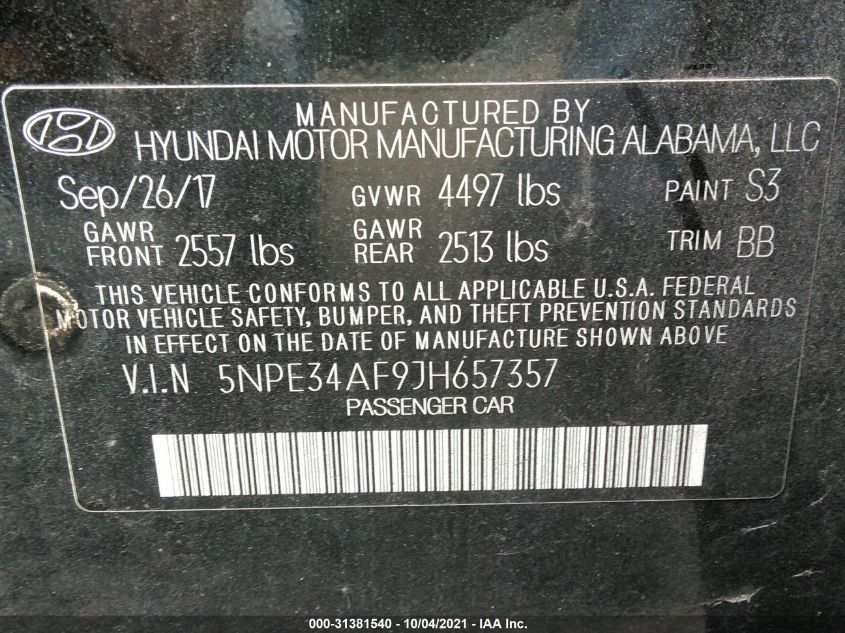 MANUFACTURED BY
HYUNDAI MOTOR MANUFACTURING ALABAMA, LLC
Sep/26/17 GVWR 4497 lbs PAINT S3
GAWR FRONT 2557 lbs GAWR REAR 2513 lbs TRIM BB
THIS VEHICLE CONFORMS TO ALL APPLICABLE U.S.A. FEDERAL
MOTOR VEHICLE SAFETY, BUMPER, AND THEFT PREVENTION STANDARDS
IN EFFECT ON THE DATE OF MANUFACTURE SHOWN ABOVE
V.I.N 5NPE34AF9JH657357
PASSENGER CAR
000-31381540 - 10/04/2021 - IAA, Inc.